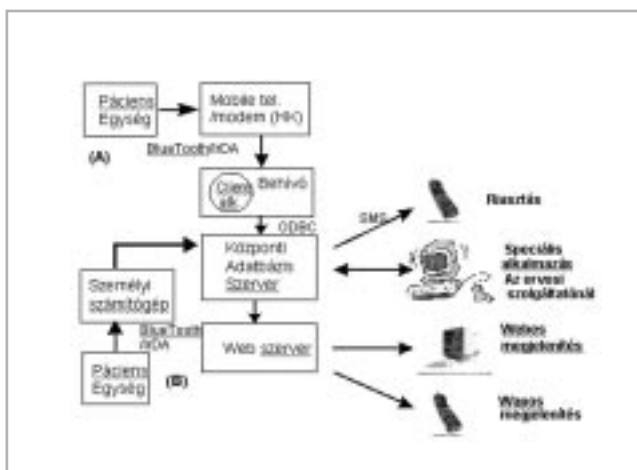 Páciens
Egység
Mobile tel.
/modem (HK)
(A)
BlueTooth/IrDA
Behívó
ODBC
SMS
Riasztás
Központi
Adatbázis
Szerver
Speciális
alkalmazás
Az orvosi
szolgáltatónál
Személyi
számítógép
BlueTooth
/IrDA
Web szerver
Webes
megjelenítés
Páciens
Egység
(B)
Wapos
megjelenítés